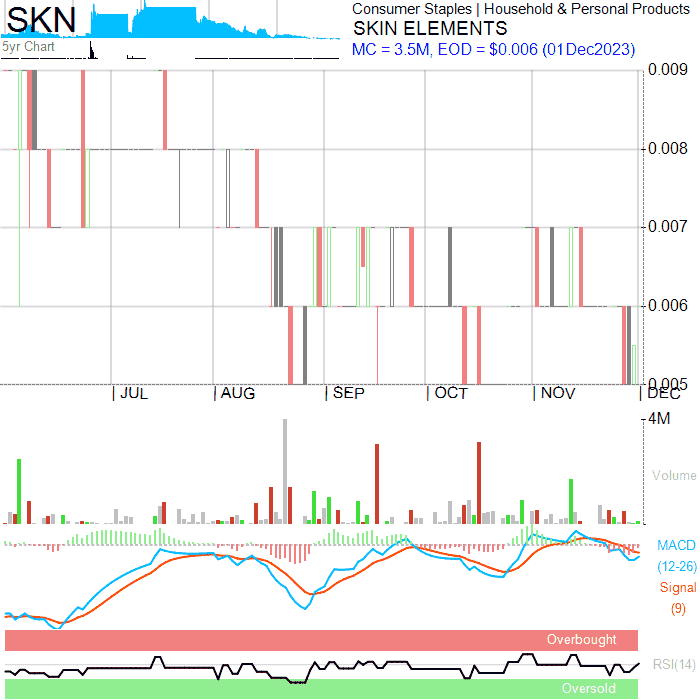 SKN
5yr Chart
Consumer Staples | Household & Personal Products
SKIN ELEMENTS
MC = 3.5M, EOD = $0.006 (01Dec2023)
0.009
0.008
0.007
0.006
0.005
| JUL | AUG | SEP | OCT | NOV | DEC
4M
Volume
MACD
(12-26)
Signal
(9)
Overbought
RSI(14)
Oversold